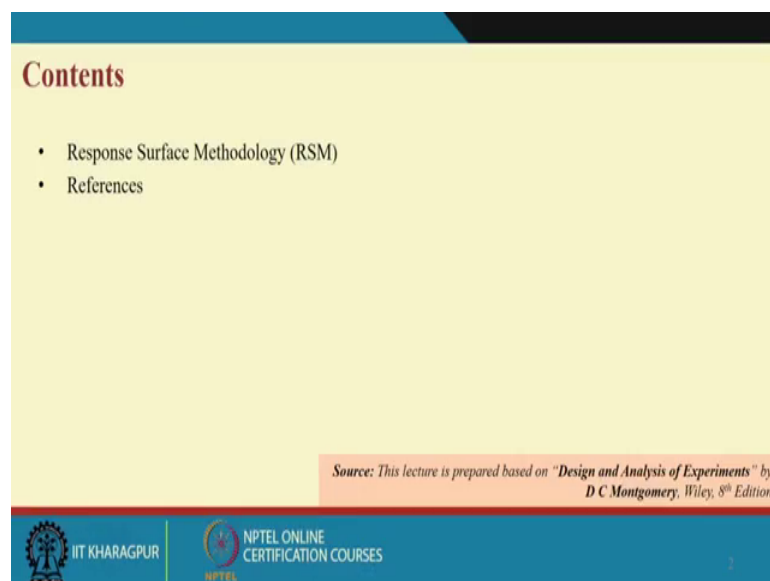 Contents
• Response Surface Methodology (RSM)
• References
Source: This lecture is prepared based on “Design and Analysis of Experiments” by
D C Montgomery, Wiley, 8th Edition
IIT KHARAGPUR
NPTEL ONLINE
CERTIFICATION COURSES
NPTEL
2